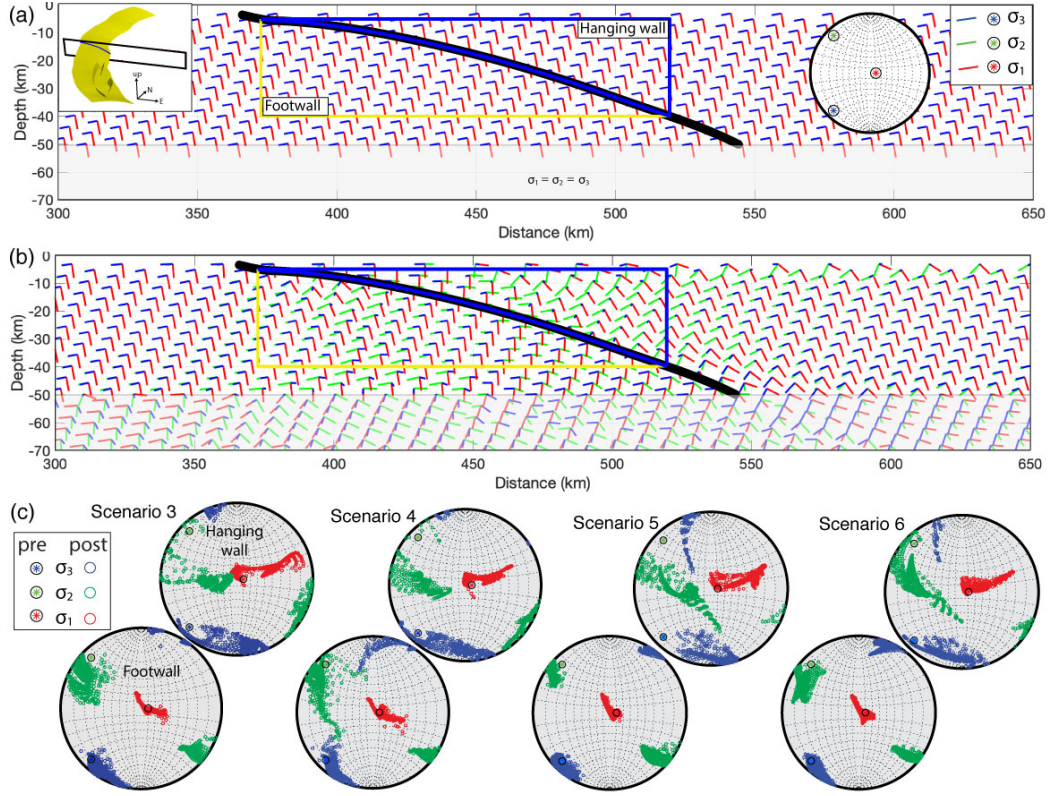 (a)
0
-10
-20
-30
-40
-50
-60
-70
Depth (km)
up
N
E
Hanging wall
Footwall
σ₃
σ₂
σ₁
σ₁ = σ₂ = σ₃
300 350 400 450 500 550 600 650
Distance (km)
(b)
0
-10
-20
-30
-40
-50
-60
-70
Depth (km)
300 350 400 450 500 550 600 650
Distance (km)
(c)
Scenario 3 Scenario 4 Scenario 5 Scenario 6
pre post
σ₃
σ₂
σ₁
Hanging
wall
Footwall